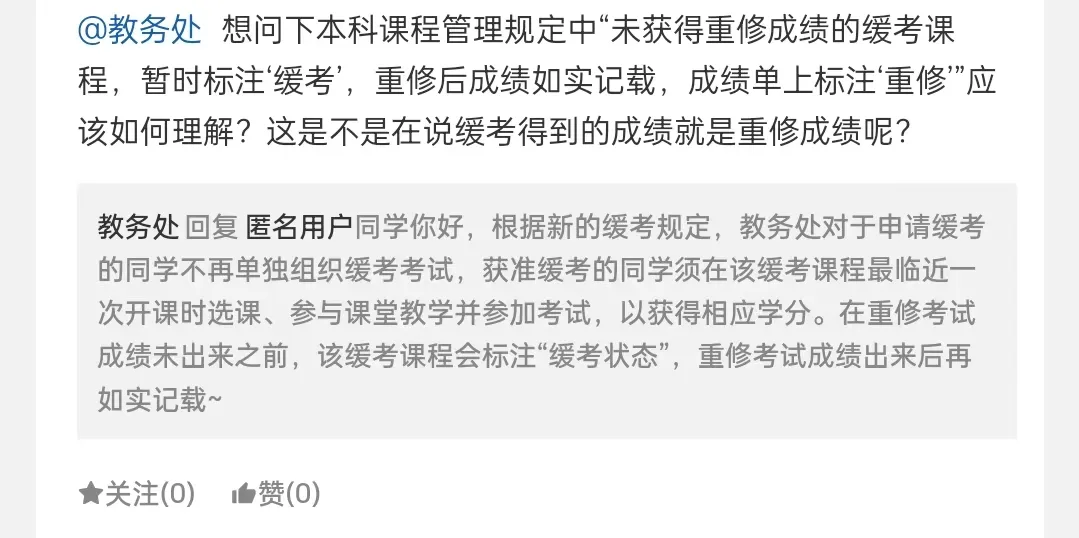 @教务处 想问下本科课程管理规定中“未获得重修成绩的缓考课
程，暂时标注‘缓考’，重修后成绩如实记载，成绩单上标注‘重修’”应
该如何理解？这是不是在说缓考得到的成绩就是重修成绩呢？
教务处 回复 匿名用户同学你好，根据新的缓考规定，教务处对于申请缓考
的同学不再单独组织缓考考试，获准缓考的同学须在该缓考课程最临近一
次开课时选课、参与课堂教学并参加考试，以获得相应学分。在重修考试
成绩未出来之前，该缓考课程会标注“缓考状态”，重修考试成绩出来后再
如实记载~
关注(0) 赞(0)